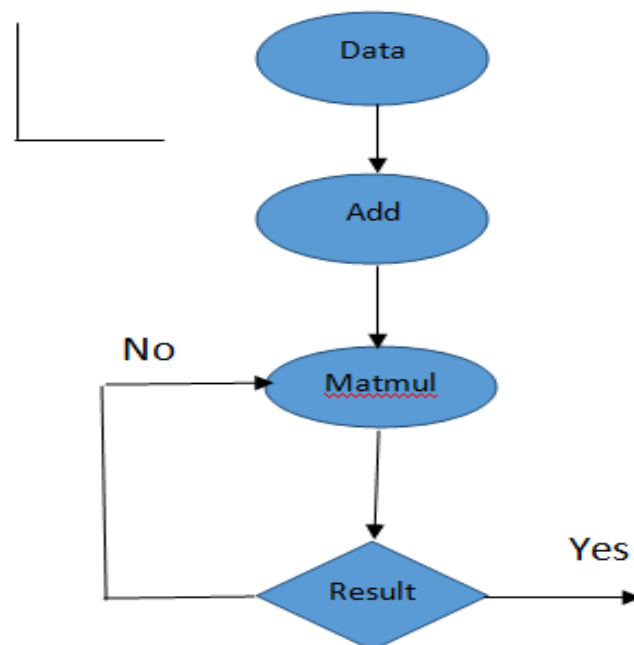 Data
Add
No
Matmul
Yes
Result